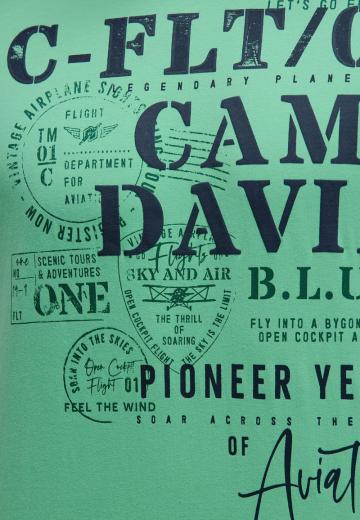 LET'S GO F
C-FLT/C
LEGENDARY PLANE
VINTAGE AIRPLANE SIGHTS
FLIGHT
TM
01
C
DEPARTMENT
FOR
AVIAT
REGISTER NOW
CAM
DAVI
SCENIC TOURS
& ADVENTURES
NO
ONE
FLT
VINTAGE AIRPLANE
Flights
SKY AND AIR
THE THRILL
OF
SOARING
OPEN COCKPIT FLIGHT
THE SKY IS THE LIMIT
B.L.U
FLY INTO A BYGON
OPEN COCKPIT A
SOAR INTO THE SKIES
Open Cockpit
Flight 01
FEEL THE WIND
PIONEER YE
SOAR ACROSS THE
OF
Aviat